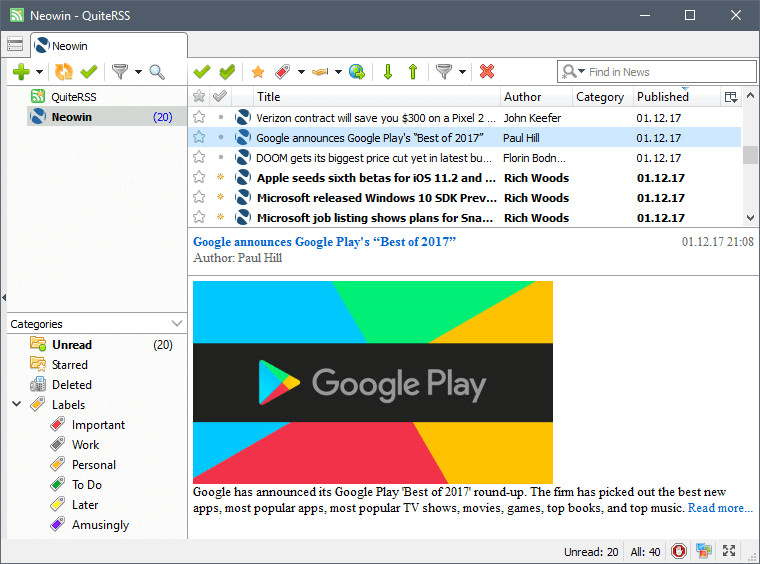 Neowin - QuiteRSS
Neowin
Find in News
QuiteRSS
Neowin (20)
Title Author Category Published
Verizon contract will save you $300 on a Pixel 2 ... John Keefer 01.12.17
Google announces Google Play's "Best of 2017" Paul Hill 01.12.17
DOOM gets its biggest price cut yet in latest bu... Florin Bodn... 01.12.17
Apple seeds sixth betas for iOS 11.2 and ... Rich Woods 01.12.17
Microsoft released Windows 10 SDK Prev... Rich Woods 01.12.17
Microsoft job listing shows plans for Sna... Rich Woods 01.12.17
Google announces Google Play's “Best of 2017” 01.12.17 21:08
Author: Paul Hill
Google Play
Google has announced its Google Play 'Best of 2017' round-up. The firm has picked out the best new
apps, most popular apps, most popular TV shows, movies, games, top books, and top music. Read more...
Categories
Unread (20)
Starred
Deleted
Labels
Important
Work
Personal
To Do
Later
Amusingly
Unread: 20 All: 40